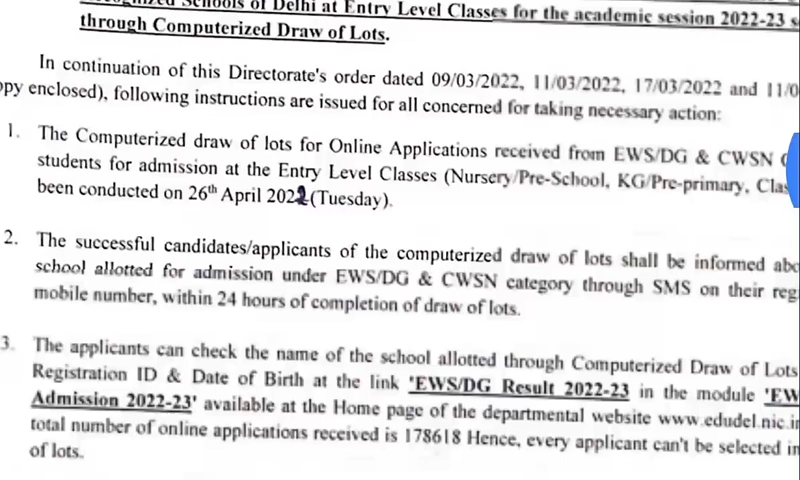 Schools of Delhi at Entry Level Classes for the academic session 2022-23
through Computerized Draw of Lots.
In continuation of this Directorate's order dated 09/03/2022, 11/03/2022, 17/03/2022 and 11/0
enclosed), following instructions are issued for all concerned for taking necessary action:
1. The Computerized draw of lots for Online Applications received from EWS/DG & CWSN
students for admission at the Entry Level Classes (Nursery/Pre-School, KG/Pre-primary, Clas
been conducted on 26th April 2022 (Tuesday).
2. The successful candidates/applicants of the computerized draw of lots shall be informed abo
school allotted for admission under EWS/DG & CWSN category through SMS on their reg
mobile number, within 24 hours of completion of draw of lots.
3. The applicants can check the name of the school allotted through Computerized Draw of Lots
Registration ID & Date of Birth at the link 'EWS/DG Result 2022-23 in the module 'EW
Admission 2022-23' available at the Home page of the departmental website www.edudel.nic.in
total number of online applications received is 178618 Hence, every applicant can't be selected in
of lots.